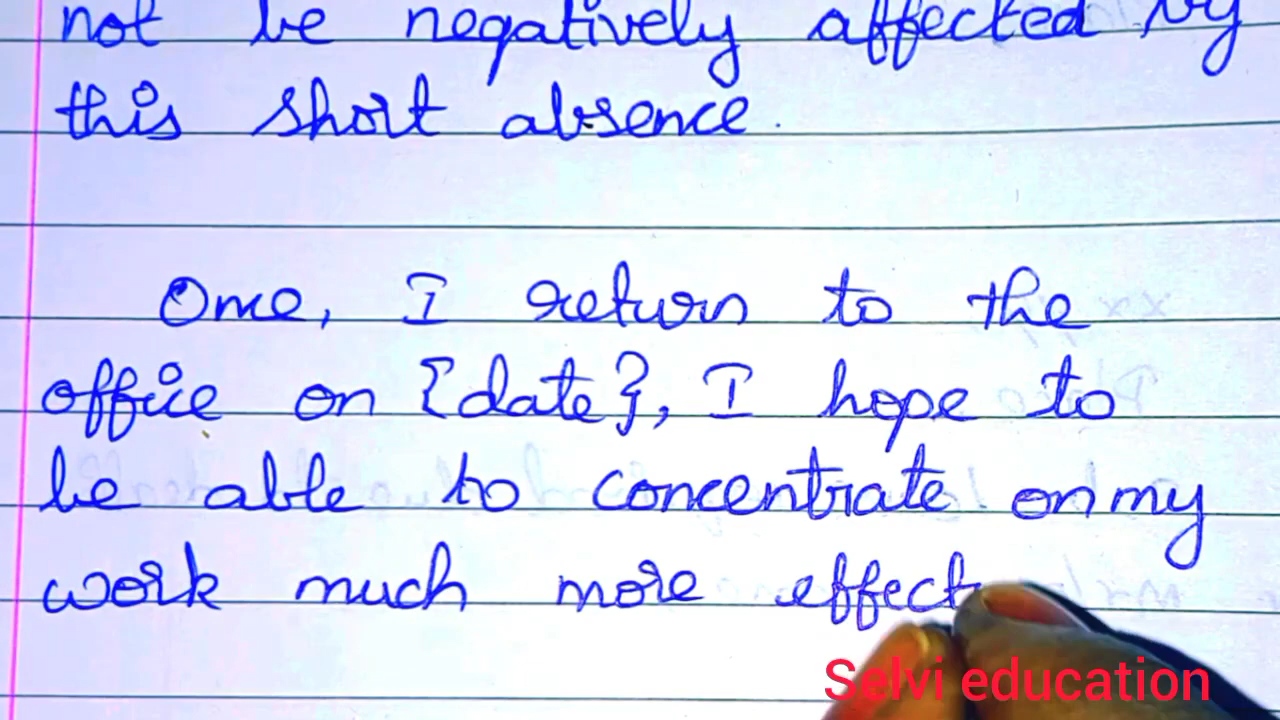 not be negatively affected by
this short absence.
Once, I return to the
office on {date}, I hope to
be able to concentrate on my
work much more effect
Selvi education